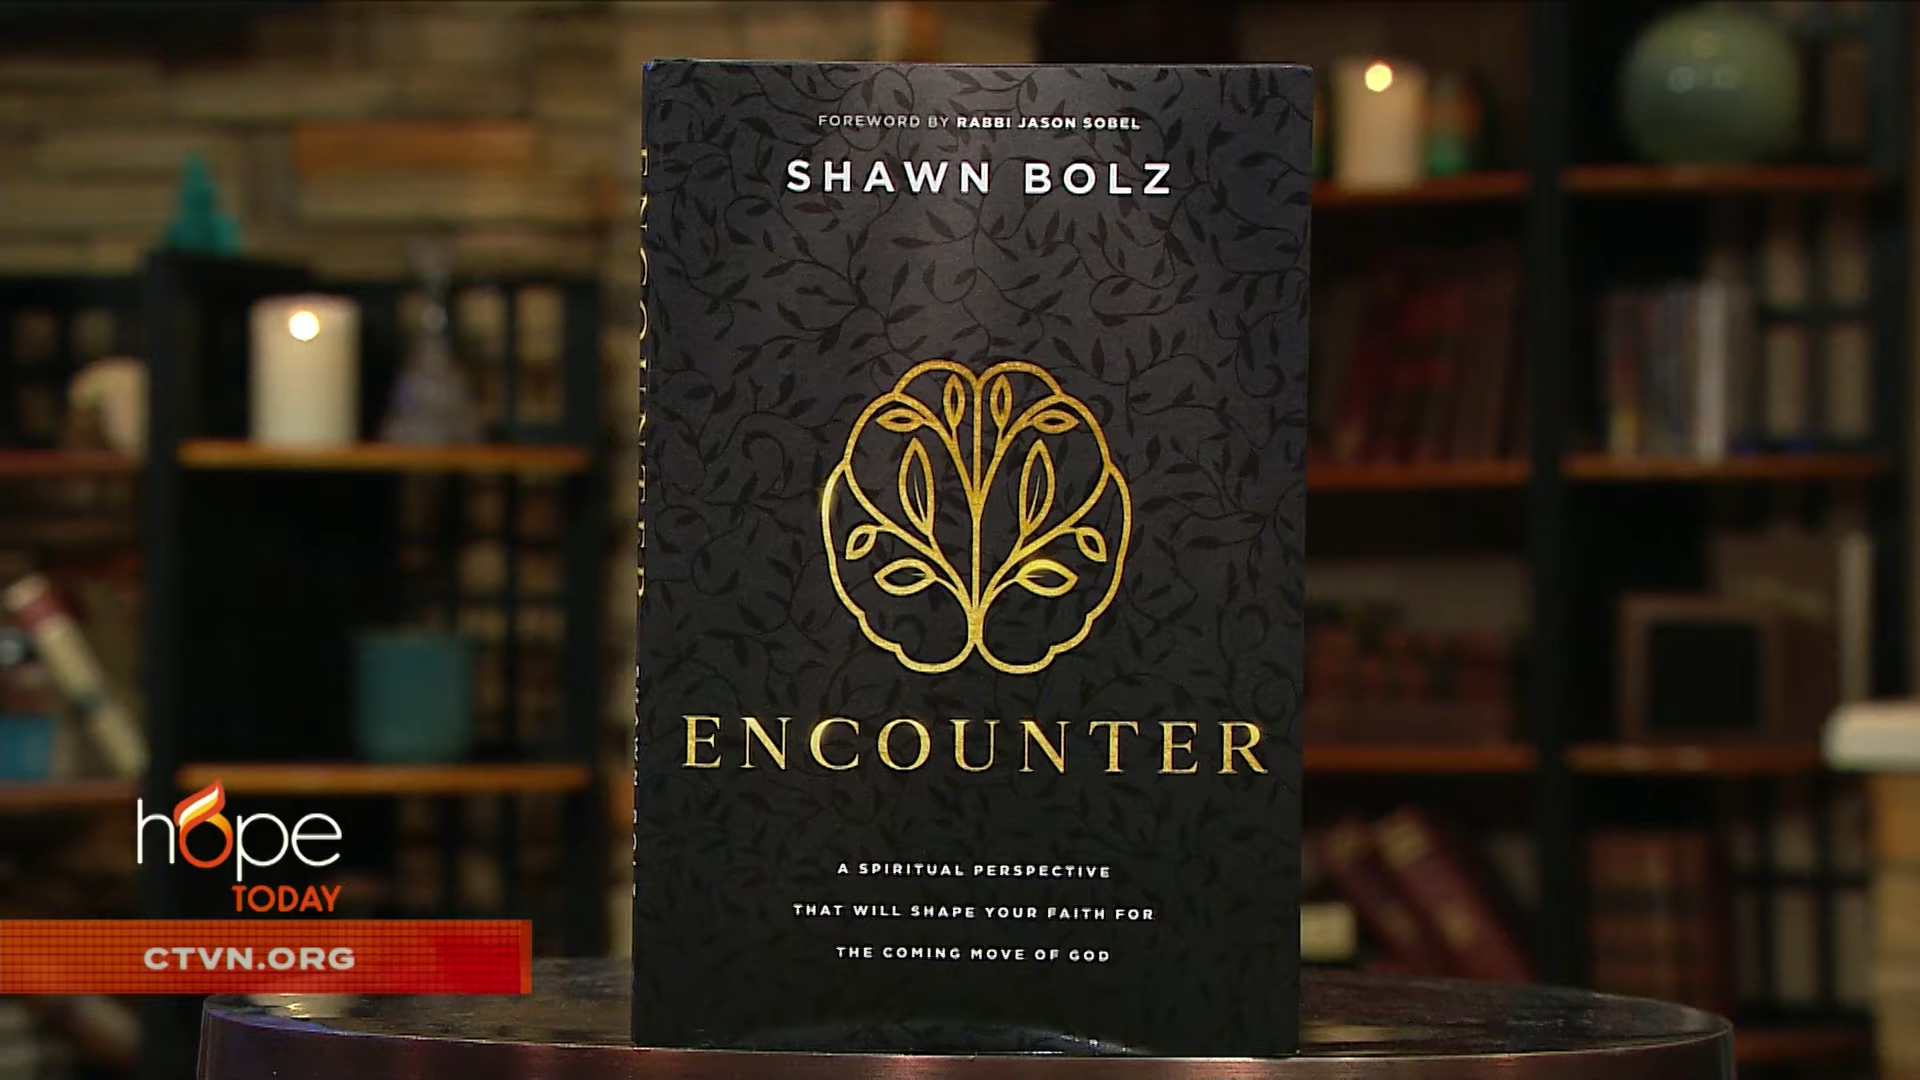 FOREWORD BY RABBI JASON SOBEL
SHAWN BOLZ
ENCOUNTER
A SPIRITUAL PERSPECTIVE
THAT WILL SHAPE YOUR FAITH FOR
THE COMING MOVE OF GOD
ENCOUNTER
hope
TODAY
CTVN.ORG